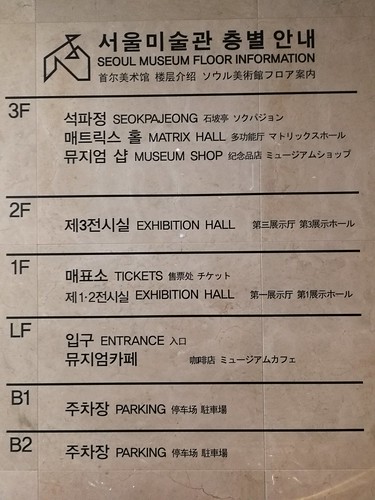 서울미술관 층별 안내
SEOUL MUSEUM FLOOR INFORMATION
首尔美术馆 楼层介绍 ソウル美術館フロア案内
3F
석파정 SEOKPAJEONG 石坡亭 ソクパジョン
매트릭스 홀 MATRIX HALL 多功能厅 マトリックスホール
뮤지엄 샵 MUSEUM SHOP 纪念品店 ミュージアムショップ
2F
제3전시실 EXHIBITION HALL 第三展示厅 第3展示ホール
1F
매표소 TICKETS 售票处 チケット
제1·2전시실 EXHIBITION HALL 第一展示厅 第1展示ホール
LF
입구 ENTRANCE 入口
뮤지엄카페 咖啡店 ミュージアムカフェ
B1
주차장 PARKING 停车场 駐車場
B2
주차장 PARKING 停车场 駐車場